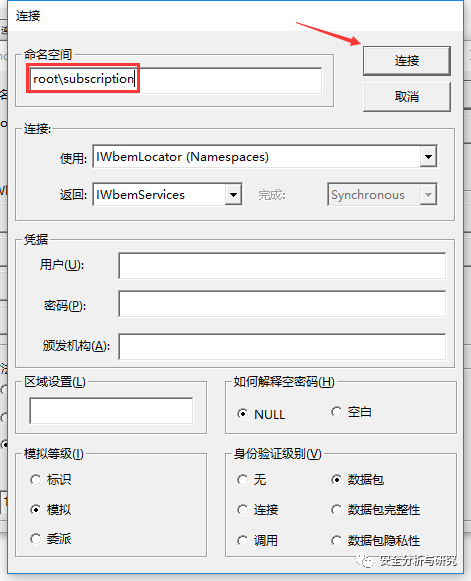 连接
命名空间
root\subscription
连接
取消
连接:
使用: IWbemLocator (Namespaces)
返回: IWbemServices 完成: Synchronous
凭据
用户(U):
密码(P):
颁发机构(A):
区域设置(L)
如何解释空密码(H)
NULL 空白
模拟等级(I)
标识
模拟
委派
身份验证级别(V)
无 数据包
连接 数据包完整性
调用 数据包隐私性
安全分析与研究